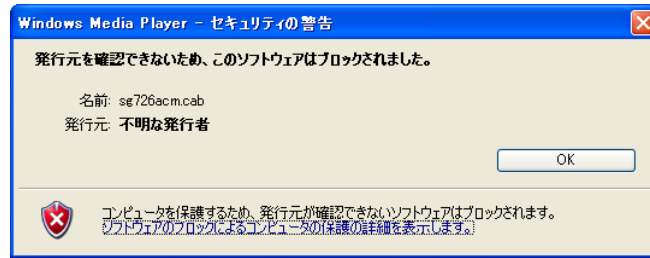 Windows Media Player - セキュリティの警告
発行元を確認できないため、このソフトウェアはブロックされました。
名前: sg726acm.cab
発行元: 不明な発行者
OK
コンピュータを保護するため、発行元が確認できないソフトウェアはブロックされます。
ソフトウェアのブロックによるコンピュータの保護の詳細を表示します。